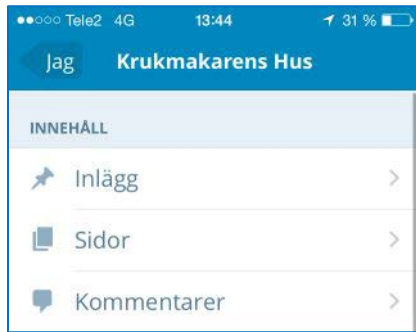 Tele2 4G 13:44 31 %
Jag Krukmakarens Hus
INNEHÅLL
Inlägg
Sidor
Kommentarer